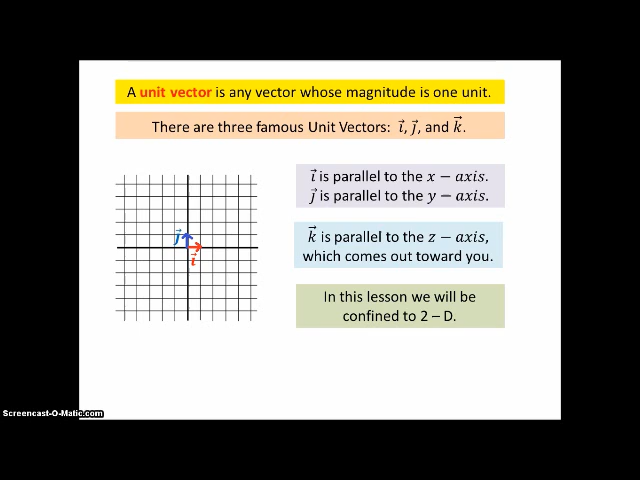 A unit vector is any vector whose magnitude is one unit.
There are three famous Unit Vectors: i⃗, j⃗, and k⃗.
i⃗ is parallel to the x − axis.
j⃗ is parallel to the y − axis.
k⃗ is parallel to the z − axis,
which comes out toward you.
j⃗
i⃗
In this lesson we will be
confined to 2 – D.
Screencast-O-Matic.com